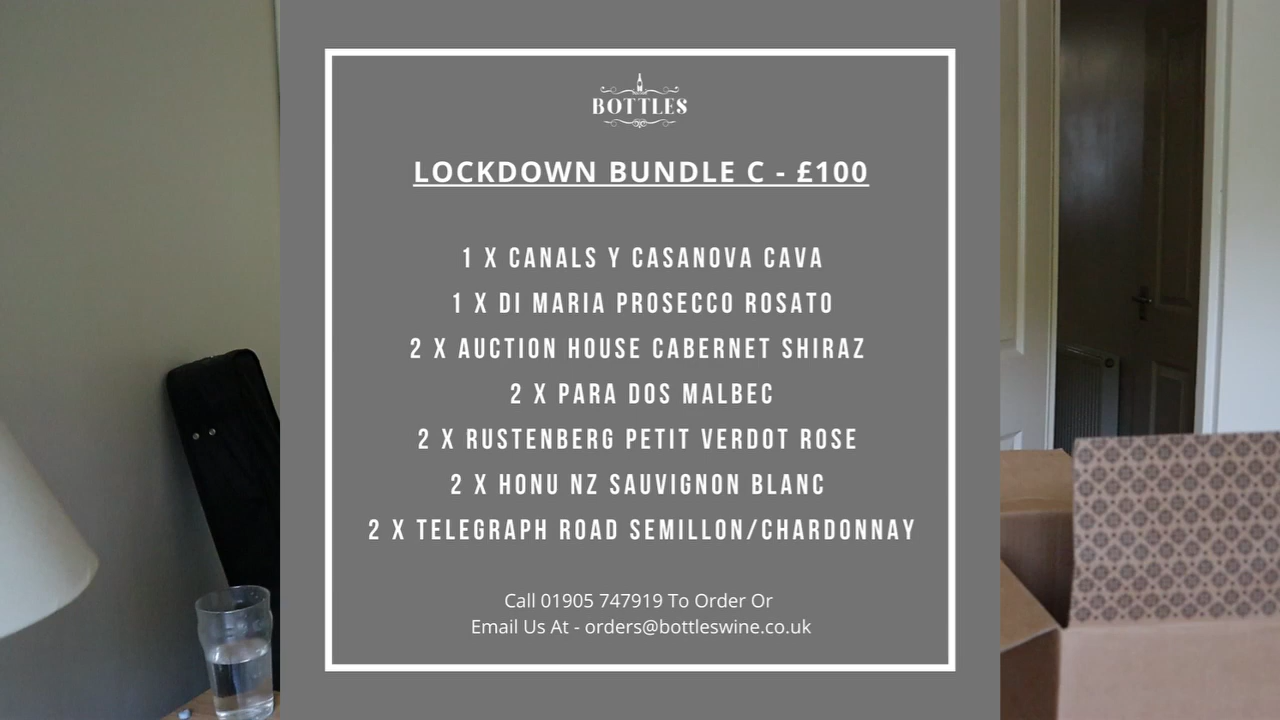 BOTTLES
LOCKDOWN BUNDLE C - £100
1 X CANALS Y CASANOVA CAVA
1 X DI MARIA PROSECCO ROSATO
2 X AUCTION HOUSE CABERNET SHIRAZ
2 X PARA DOS MALBEC
2 X RUSTENBERG PETIT VERDOT ROSE
2 X HONU NZ SAUVIGNON BLANC
2 X TELEGRAPH ROAD SEMILLON/CHARDONNAY
Call 01905 747919 To Order Or
Email Us At - orders@bottleswine.co.uk